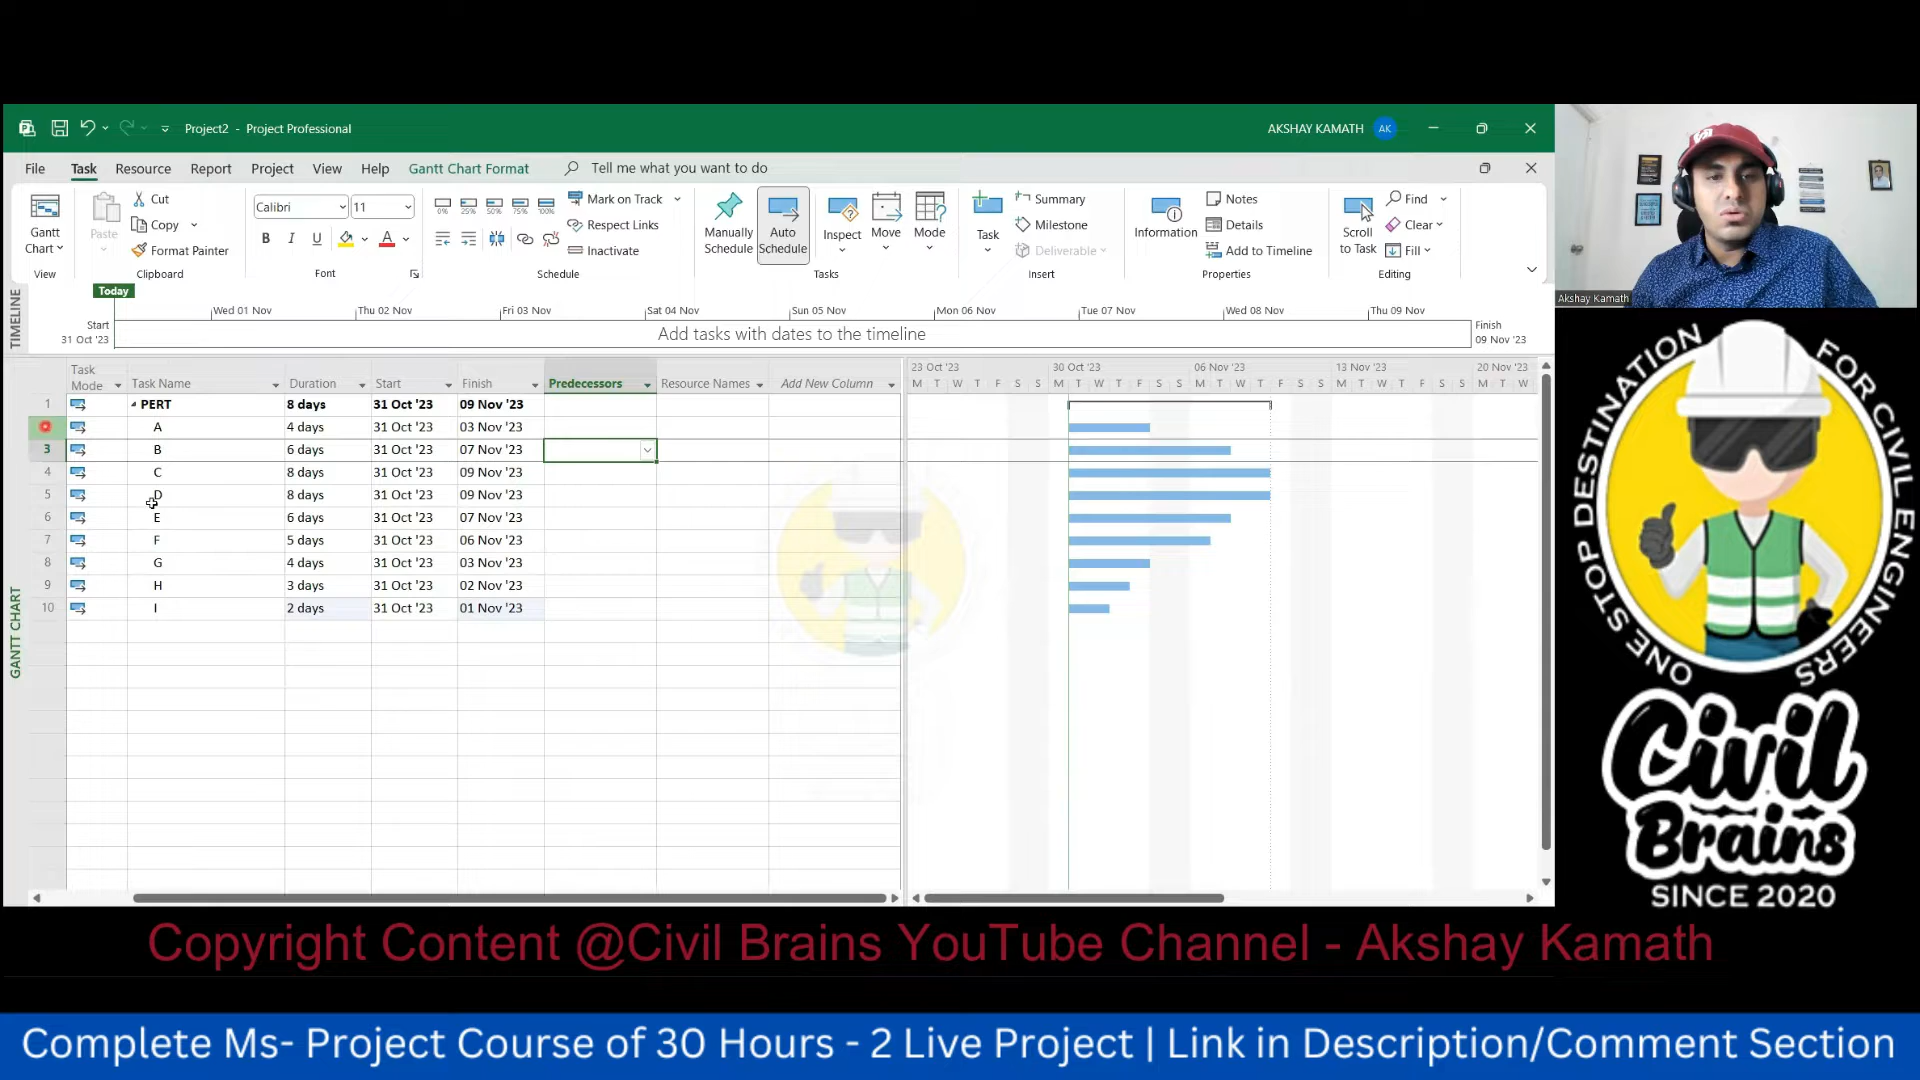 Project2 - Project Professional
AKSHAY KAMATH AK
File Task Resource Report Project View Help Gantt Chart Format Tell me what you want to do
Gantt Chart
Paste
Cut
Copy
Format Painter
Calibri 11
B I U A
0% 25% 50% 75% 100%
Mark on Track
Respect Links
Inactivate
Manually Schedule
Auto Schedule
Inspect
Move
Mode
Task
Summary
Milestone
Deliverable
Information
Notes
Details
Add to Timeline
Scroll to Task
Find
Clear
Fill
View Clipboard Font Schedule Tasks Insert Properties Editing
Akshay Kamath
TIMELINE
Today
Wed 01 Nov Thu 02 Nov Fri 03 Nov Sat 04 Nov Sun 05 Nov Mon 06 Nov Tue 07 Nov Wed 08 Nov Thu 09 Nov
Start
31 Oct '23
Add tasks with dates to the timeline
Finish
09 Nov '23
GANTT CHART
Task Mode Task Name Duration Start Finish Predecessors Resource Names Add New Column
23 Oct '23 30 Oct '23 06 Nov '23 13 Nov '23 20 Nov '23
M T W T F S S M T W T F S S M T W T F S S M T W T F S S M T W
1 PERT 8 days 31 Oct '23 09 Nov '23
A 4 days 31 Oct '23 03 Nov '23
3 B 6 days 31 Oct '23 07 Nov '23
4 C 8 days 31 Oct '23 09 Nov '23
5 D 8 days 31 Oct '23 09 Nov '23
6 E 6 days 31 Oct '23 07 Nov '23
7 F 5 days 31 Oct '23 06 Nov '23
8 G 4 days 31 Oct '23 03 Nov '23
9 H 3 days 31 Oct '23 02 Nov '23
10 I 2 days 31 Oct '23 01 Nov '23
ONE STOP DESTINATION FOR CIVIL ENGINEERS
Civil
Brains
SINCE 2020
Copyright Content @Civil Brains YouTube Channel - Akshay Kamath
Complete Ms- Project Course of 30 Hours - 2 Live Project | Link in Description/Comment Section